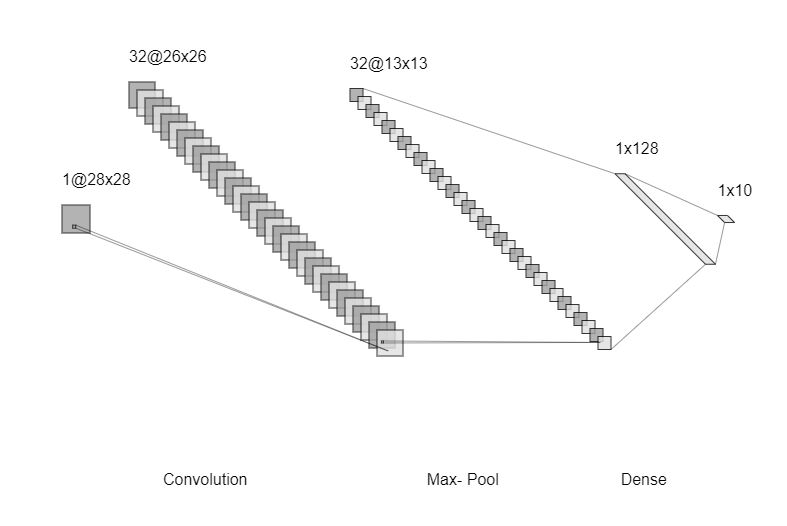 32@26x26
32@13x13
1x128
1@28x28
1x10
Convolution
Max- Pool
Dense